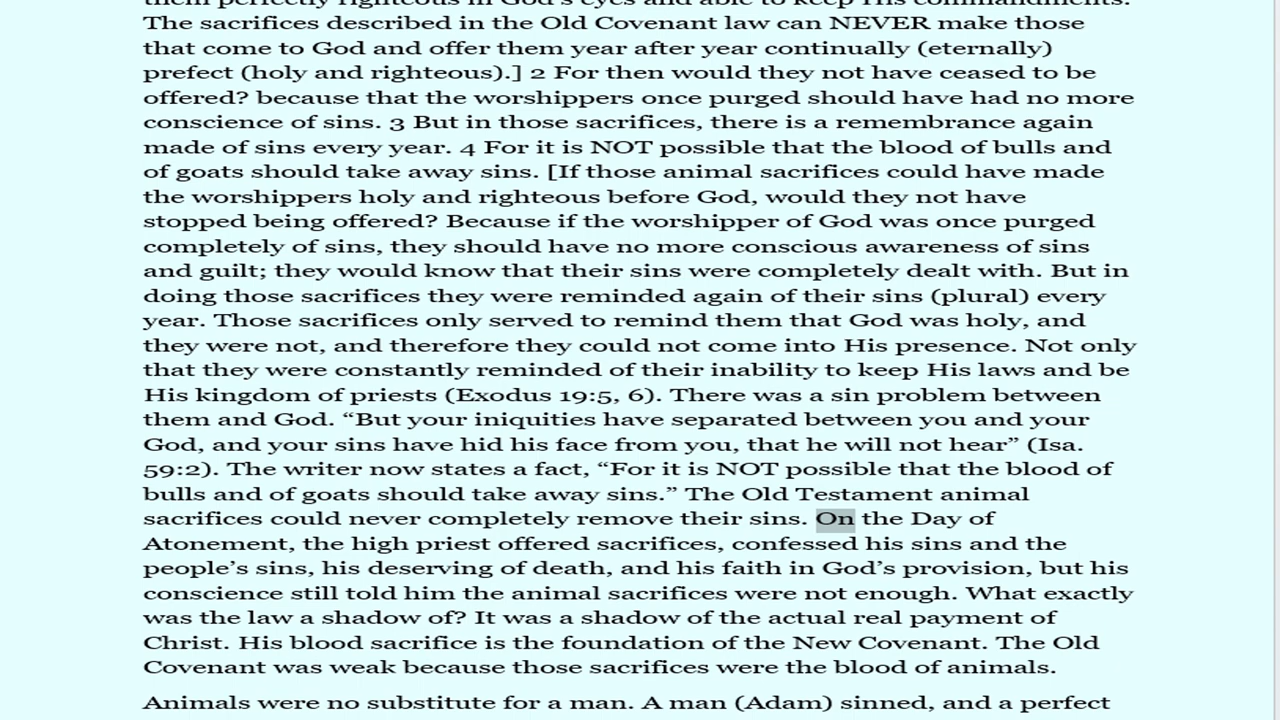 them perfectly righteous in God's eyes and able to keep His commandments.
The sacrifices described in the Old Covenant law can NEVER make those
that come to God and offer them year after year continually (eternally)
prefect (holy and righteous).] 2 For then would they not have ceased to be
offered? because that the worshippers once purged should have had no more
conscience of sins. 3 But in those sacrifices, there is a remembrance again
made of sins every year. 4 For it is NOT possible that the blood of bulls and
of goats should take away sins. [If those animal sacrifices could have made
the worshippers holy and righteous before God, would they not have
stopped being offered? Because if the worshipper of God was once purged
completely of sins, they should have no more conscious awareness of sins
and guilt; they would know that their sins were completely dealt with. But in
doing those sacrifices they were reminded again of their sins (plural) every
year. Those sacrifices only served to remind them that God was holy, and
they were not, and therefore they could not come into His presence. Not only
that they were constantly reminded of their inability to keep His laws and be
His kingdom of priests (Exodus 19:5, 6). There was a sin problem between
them and God. “But your iniquities have separated between you and your
God, and your sins have hid his face from you, that he will not hear” (Isa.
59:2). The writer now states a fact, “For it is NOT possible that the blood of
bulls and of goats should take away sins.” The Old Testament animal
sacrifices could never completely remove their sins. On the Day of
Atonement, the high priest offered sacrifices, confessed his sins and the
people’s sins, his deserving of death, and his faith in God’s provision, but his
conscience still told him the animal sacrifices were not enough. What exactly
was the law a shadow of? It was a shadow of the actual real payment of
Christ. His blood sacrifice is the foundation of the New Covenant. The Old
Covenant was weak because those sacrifices were the blood of animals.
Animals were no substitute for a man. A man (Adam) sinned, and a perfect